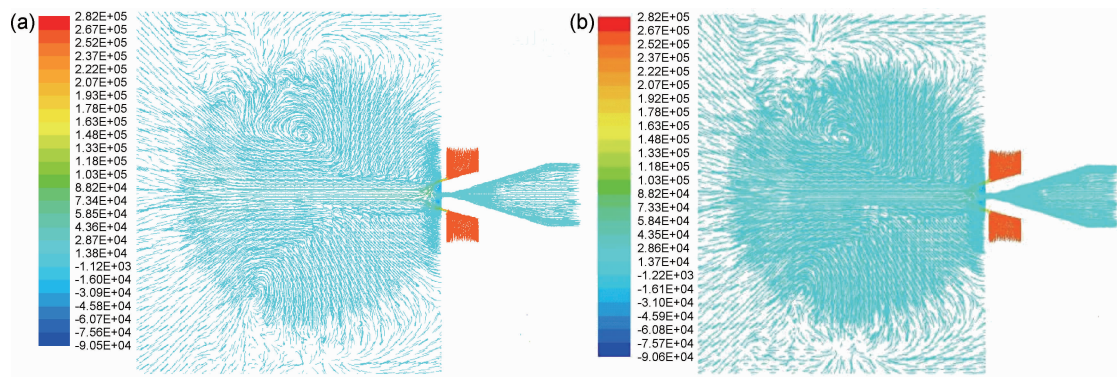 (a)
2.82E+05
2.67E+05
2.52E+05
2.37E+05
2.22E+05
2.07E+05
1.93E+05
1.78E+05
1.63E+05
1.48E+05
1.33E+05
1.18E+05
1.03E+05
8.82E+04
7.34E+04
5.85E+04
4.36E+04
2.87E+04
1.38E+04
-1.12E+03
-1.60E+04
-3.09E+04
-4.58E+04
-6.07E+04
-7.56E+04
-9.05E+04
(b)
2.82E+05
2.67E+05
2.52E+05
2.37E+05
2.22E+05
2.07E+05
1.92E+05
1.78E+05
1.63E+05
1.48E+05
1.33E+05
1.18E+05
1.03E+05
8.82E+04
7.33E+04
5.84E+04
4.35E+04
2.86E+04
1.37E+04
-1.22E+03
-1.61E+04
-3.10E+04
-4.59E+04
-6.08E+04
-7.57E+04
-9.06E+04